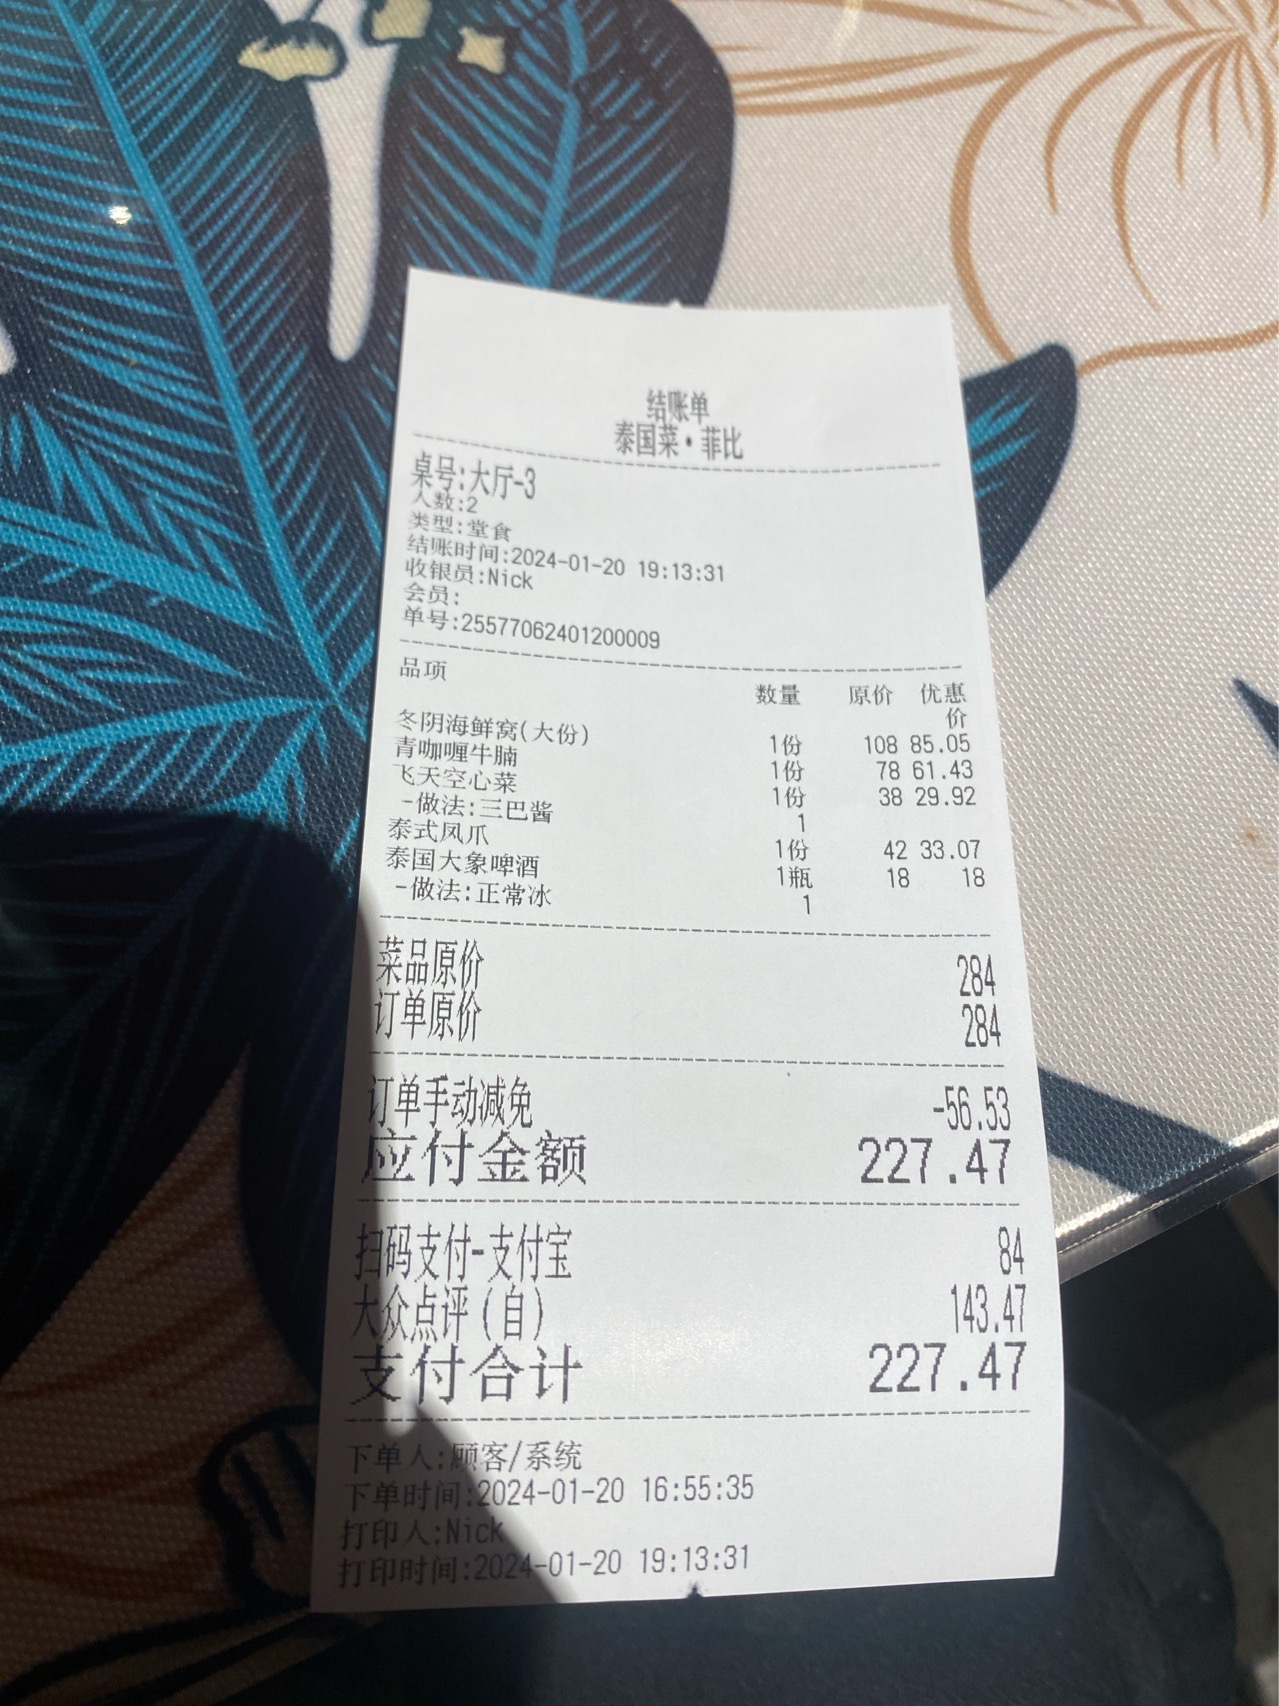 结账单
泰国菜·菲比
桌号:大厅-3
人数:2
类型:堂食
结账时间:2024-01-20 19:13:31
收银员:Nick
会员:
单号:25577062401200009
品项 数量 原价 优惠价
冬阴海鲜窝(大份) 1份 108 85.05
青咖喱牛腩 1份 78 61.43
飞天空心菜 1份 38 29.92
-做法:三巴酱 1
泰式凤爪 1份 42 33.07
泰国大象啤酒 1瓶 18 18
-做法:正常冰 1
菜品原价 284
订单原价 284
订单手动减免 -56.53
应付金额 227.47
扫码支付-支付宝 84
大众点评(自) 143.47
支付合计 227.47
下单人:顾客/系统
下单时间:2024-01-20 16:55:35
打印人:Nick
打印时间:2024-01-20 19:13:31